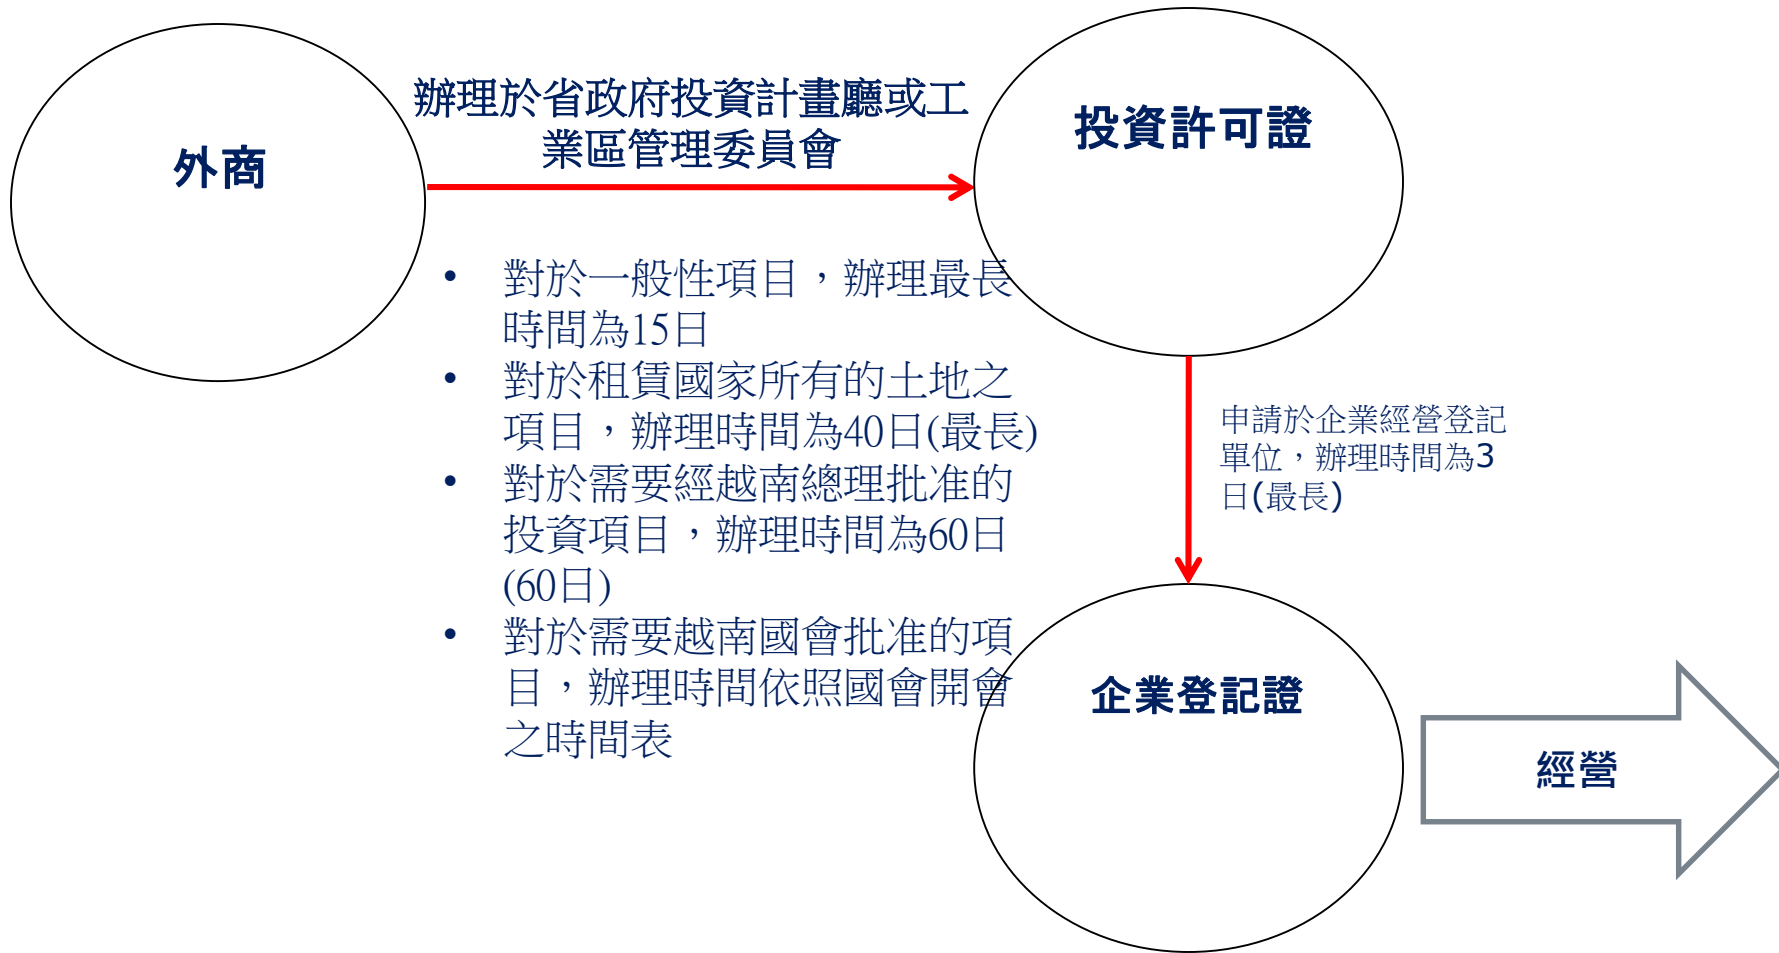 外商
辦理於省政府投資計畫廳或工
業區管理委員會
投資許可證
• 對於一般性項目，辦理最長
時間為15日
• 對於租賃國家所有的土地之
項目，辦理時間為40日(最長)
• 對於需要經越南總理批准的
投資項目，辦理時間為60日
(60日)
• 對於需要越南國會批准的項
目，辦理時間依照國會開會
之時間表
申請於企業經營登記
單位，辦理時間為3
日(最長)
企業登記證
經營